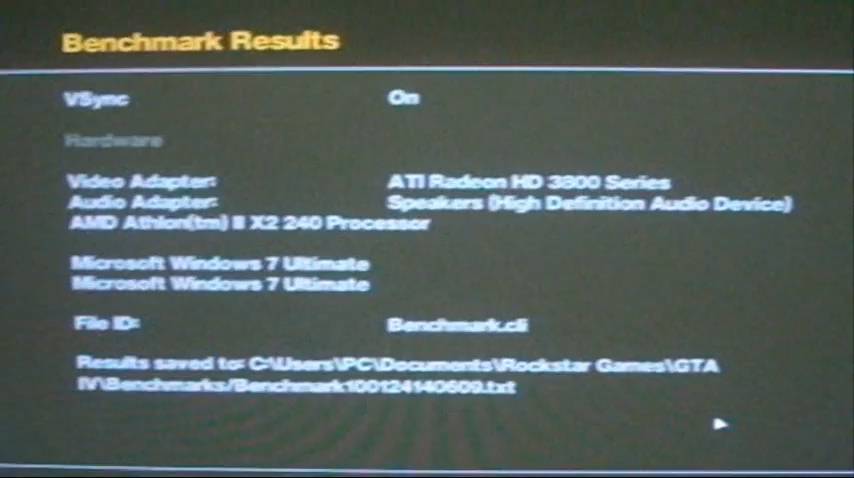 Benchmark Results
VSync On
Hardware
Video Adapter: ATI Radeon HD 3800 Series
Audio Adapter: Speakers (High Definition Audio Device)
AMD Athlon(tm) II X2 240 Processor
Microsoft Windows 7 Ultimate
Microsoft Windows 7 Ultimate
File ID: Benchmark.cli
Results saved to: C:\Users\PC\Documents\Rockstar Games\GTA
IV\Benchmarks/Benchmark100124140609.txt